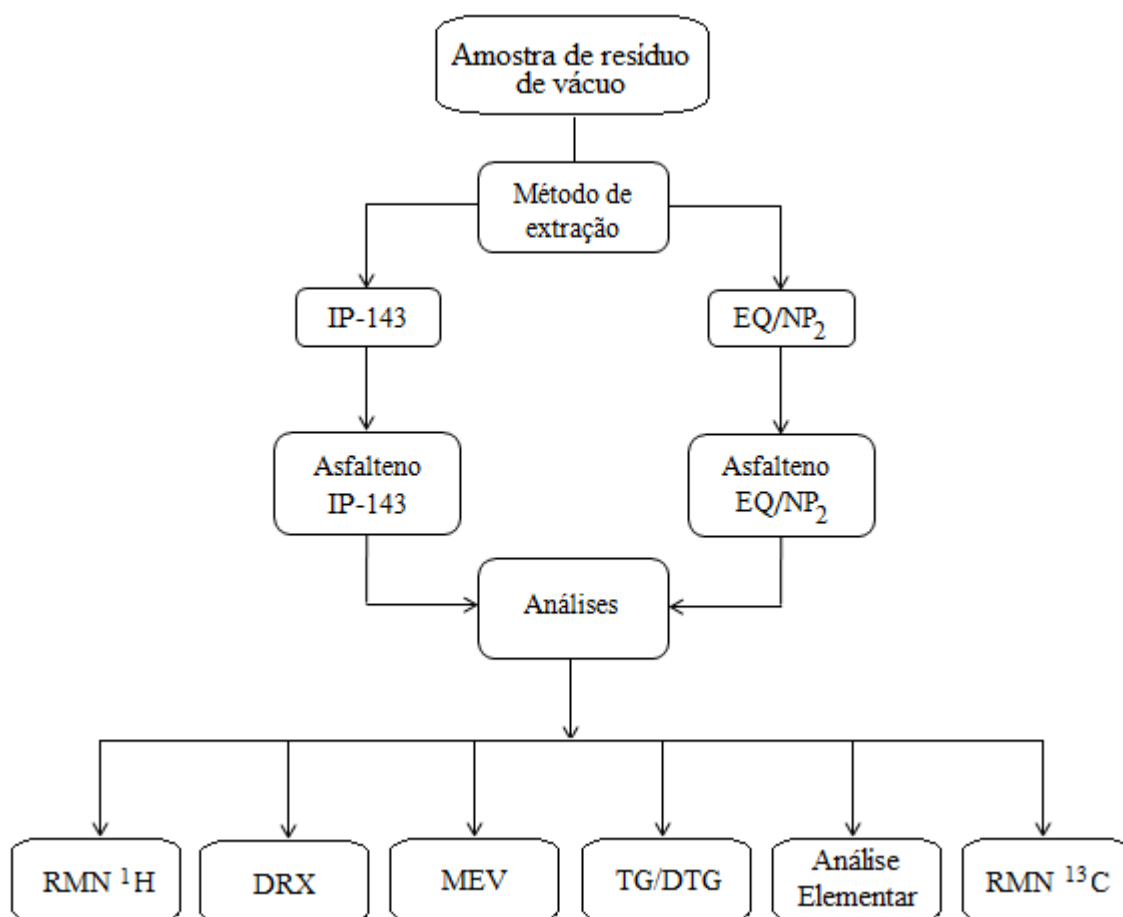 Amostra de resíduo
de vácuo
Método de
extração
IP-143
EQ/NP₂
Asfalteno
IP-143
Asfalteno
EQ/NP₂
Análises
RMN ¹H
DRX
MEV
TG/DTG
Análise
Elementar
RMN ¹³C